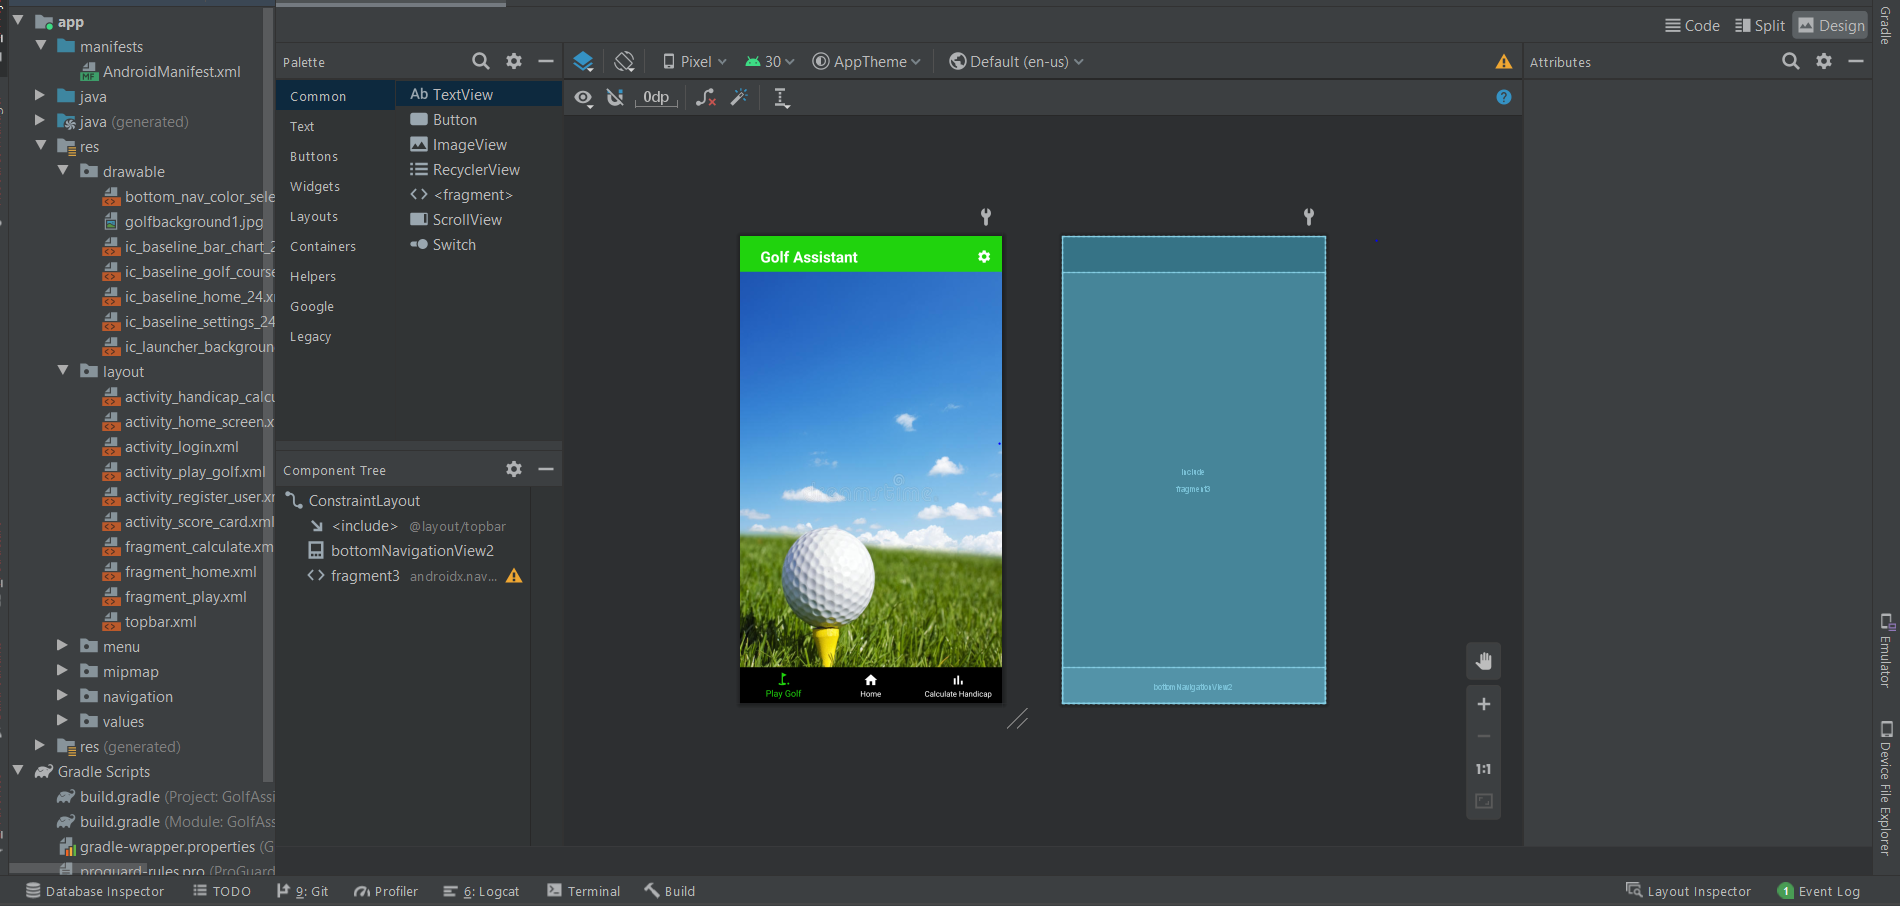 app
manifests
AndroidManifest.xml
java
java (generated)
res
drawable
bottom_nav_color_sele
golfbackground1.jpg
ic_baseline_bar_chart_2
ic_baseline_golf_course
ic_baseline_home_24.x
ic_baseline_settings_24
ic_launcher_backgroun
layout
activity_handicap_calcu
activity_home_screen.x
activity_login.xml
activity_play_golf.xml
activity_register_user.xm
activity_score_card.xml
fragment_calculate.xm
fragment_home.xml
fragment_play.xml
topbar.xml
menu
mipmap
navigation
values
res (generated)
Gradle Scripts
build.gradle (Project: GolfAssi
build.gradle (Module: GolfAss
gradle-wrapper.properties (G
proguard-rules.pro (ProGuard
Palette
Common
Text
Buttons
Widgets
Layouts
Containers
Helpers
Google
Legacy
Ab TextView
Button
ImageView
RecyclerView
<fragment>
ScrollView
Switch
Component Tree
ConstraintLayout
<include> @layout/topbar
bottomNavigationView2
fragment3 androidx.nav...
Code Split Design
Pixel 30 AppTheme Default (en-us)
0dp
Golf Assistant
Play Golf Home Calculate Handicap
include
fragment3
bottomNavigationView2
1:1
Attributes
Gradle
Emulator
Device File Explorer
Database Inspector TODO 9: Git Profiler 6: Logcat Terminal Build Layout Inspector 1 Event Log